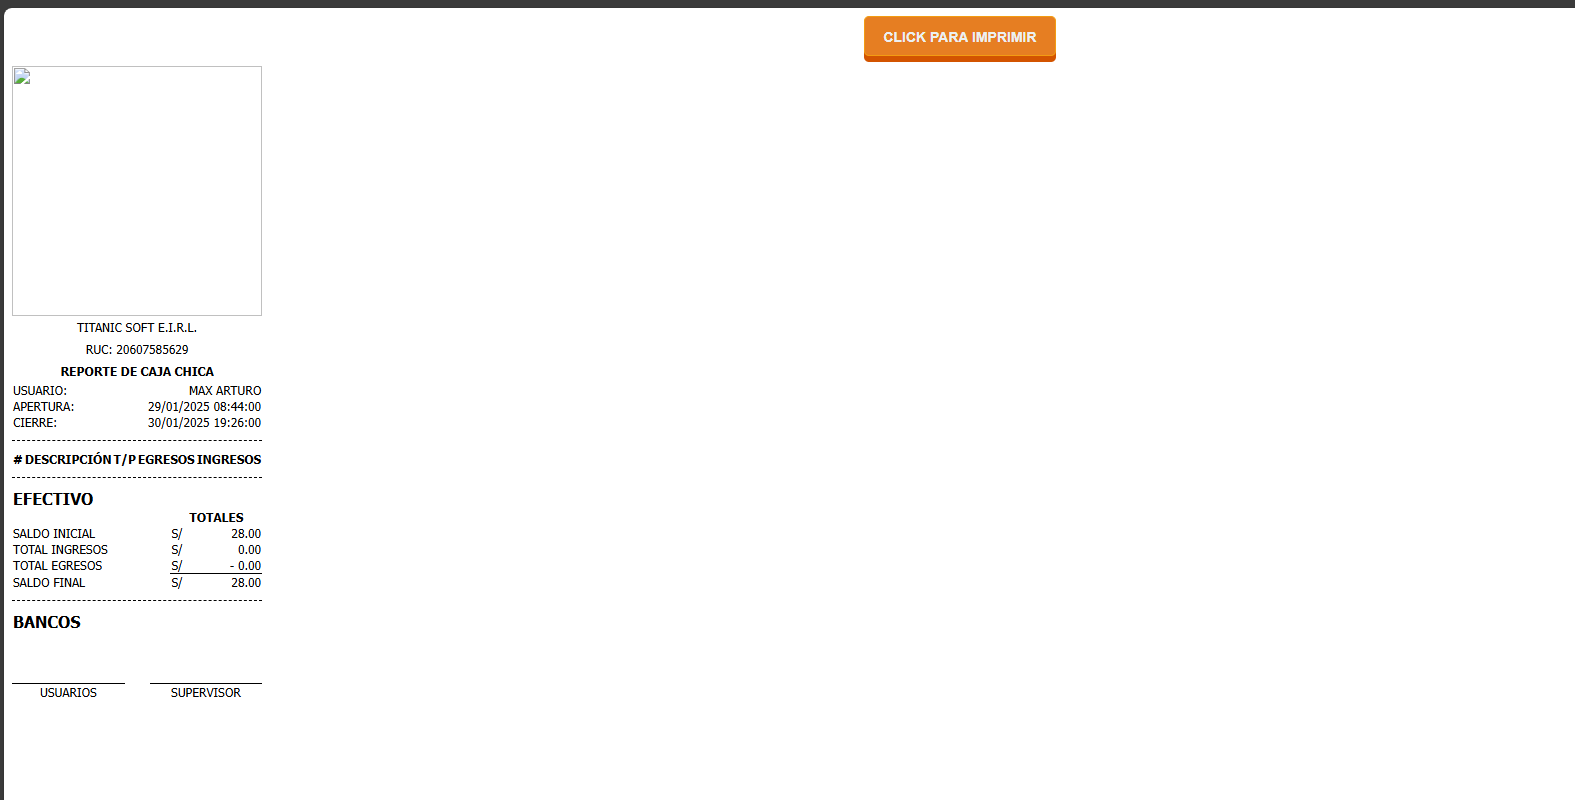 CLICK PARA IMPRIMIR
TITANIC SOFT E.I.R.L.
RUC: 20607585629
REPORTE DE CAJA CHICA
USUARIO: MAX ARTURO
APERTURA: 29/01/2025 08:44:00
CIERRE: 30/01/2025 19:26:00
# DESCRIPCIÓN T/P EGRESOS INGRESOS
EFECTIVO
TOTALES
SALDO INICIAL S/ 28.00
TOTAL INGRESOS S/ 0.00
TOTAL EGRESOS S/ - 0.00
SALDO FINAL S/ 28.00
BANCOS
USUARIOS SUPERVISOR